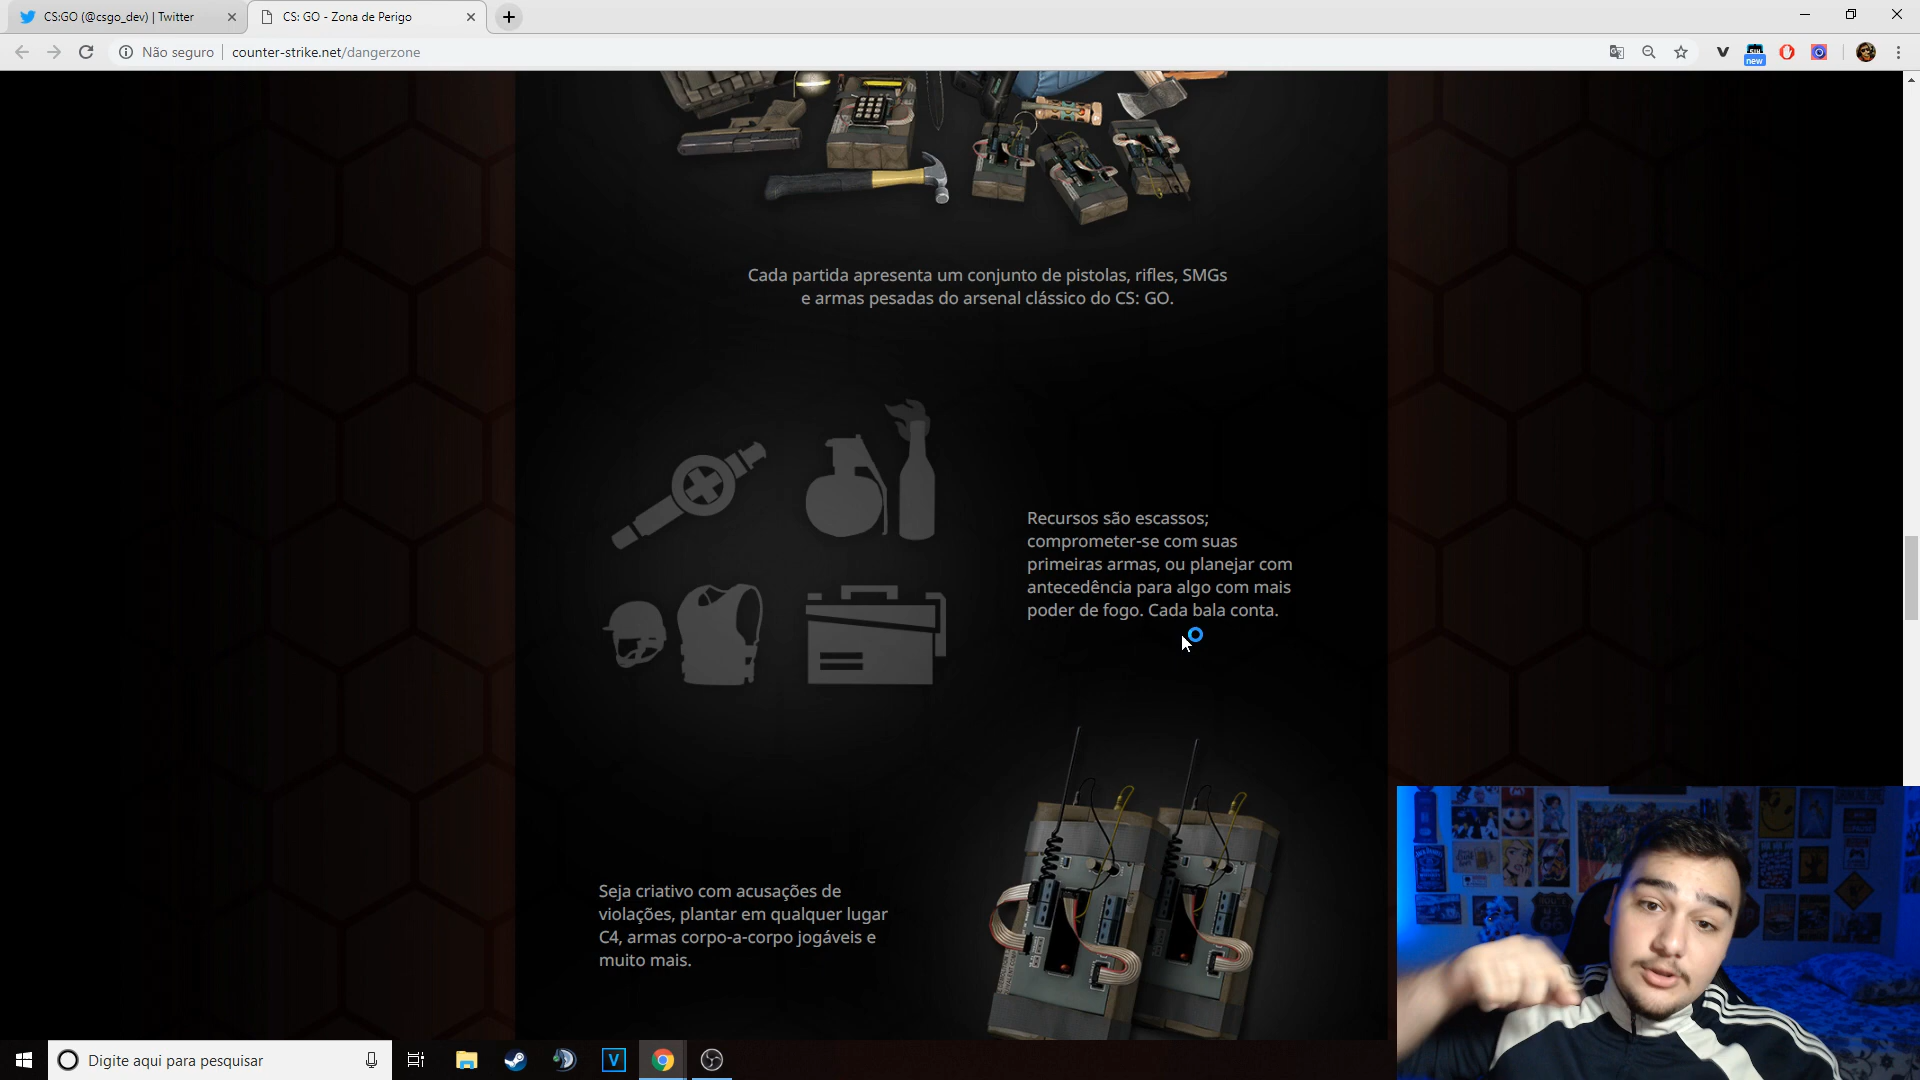 CS:GO (@csgo_dev) | Twitter
CS: GO - Zona de Perigo
Não seguro
counter-strike.net/dangerzone
new
Cada partida apresenta um conjunto de pistolas, rifles, SMGs
e armas pesadas do arsenal clássico do CS: GO.
Recursos são escassos;
comprometer-se com suas
primeiras armas, ou planejar com
antecedência para algo com mais
poder de fogo. Cada bala conta.
Seja criativo com acusações de
violações, plantar em qualquer lugar
C4, armas corpo-a-corpo jogáveis e
muito mais.
Digite aqui para pesquisar